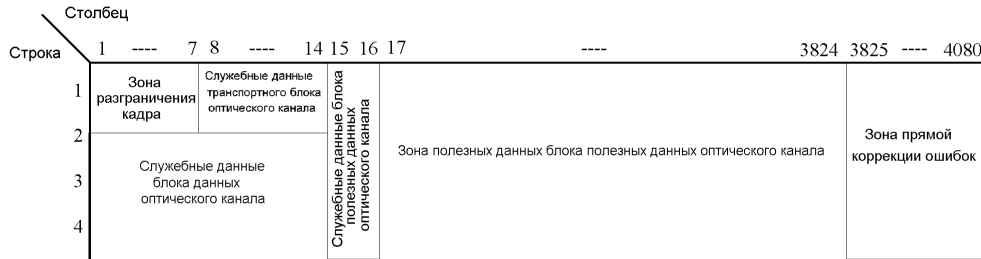 Столбец
Строка 1 ---- 7 8 ---- 14 15 16 17 ---- 3824 3825 ---- 4080
1
2
3
4
Зона
разграничения
кадра
Служебные данные
транспортного блока
оптического канала
Служебные данные
блока данных
оптического канала
Служебные данные блока
полезных данных
оптического канала
Зона полезных данных блока полезных данных оптического канала
Зона прямой
коррекции ошибок